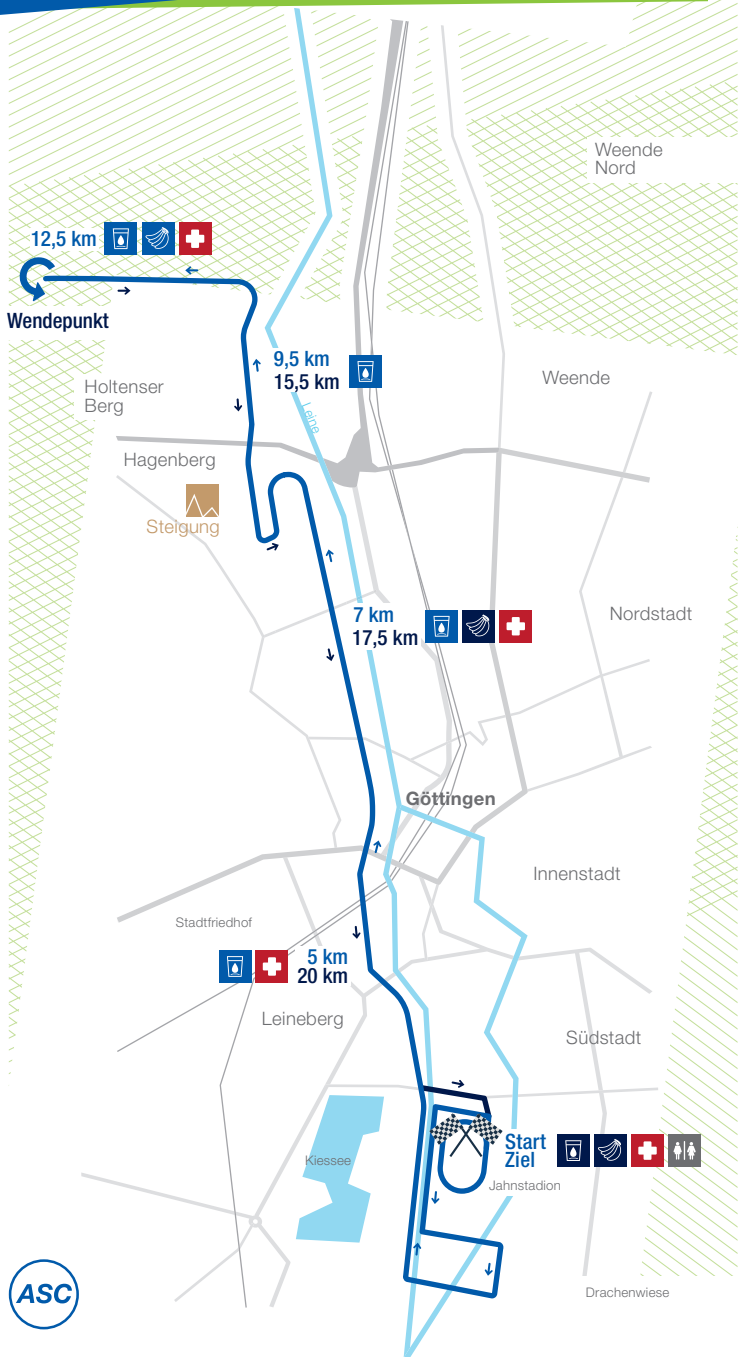 Weende
Nord
12,5 km
Wendepunkt
9,5 km
15,5 km
Holtenser
Berg
Weende
Leine
Hagenberg
Steigung
7 km
17,5 km
Nordstadt
Göttingen
Innenstadt
Stadtfriedhof
5 km
20 km
Leineberg
Südstadt
Start
Ziel
Kiessee
Jahnstadion
Drachenwiese
ASC